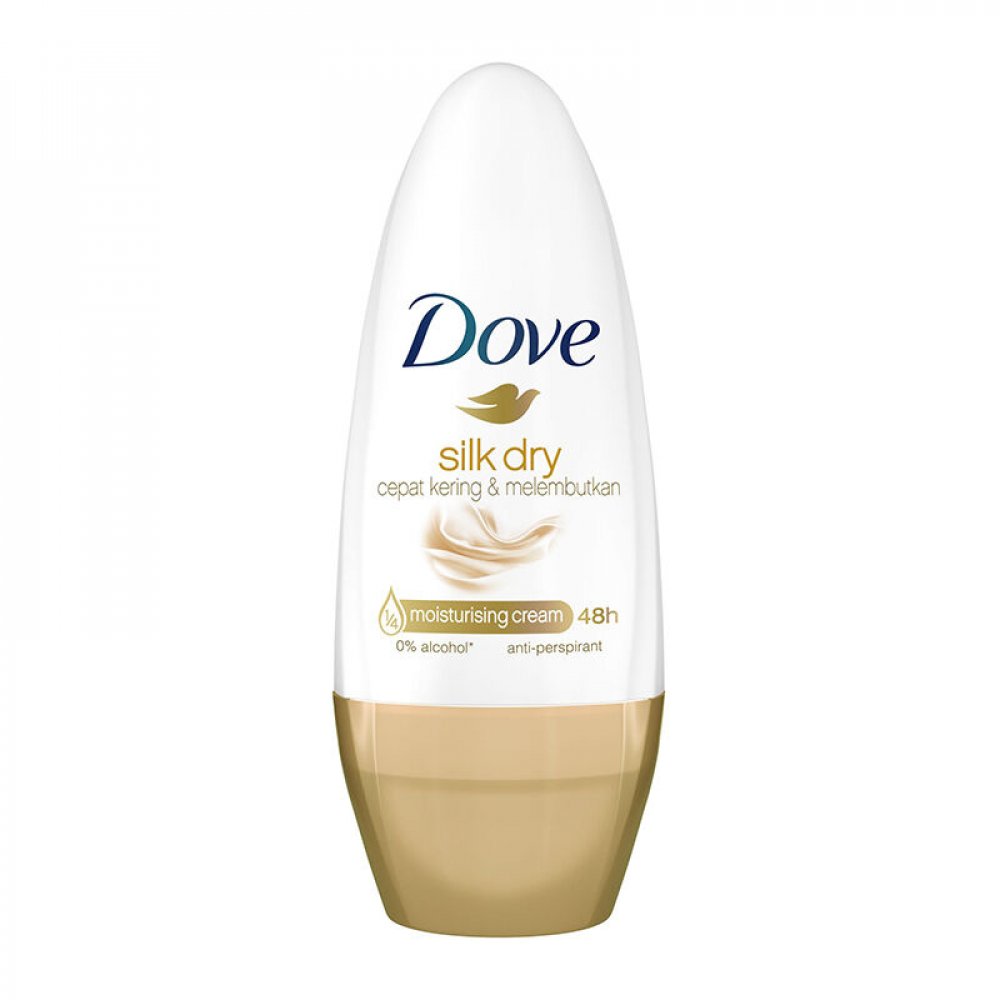 Dove
silk dry
cepat kering & melembutkan
1/4 moisturising cream 48h
0% alcohol* anti-perspirant